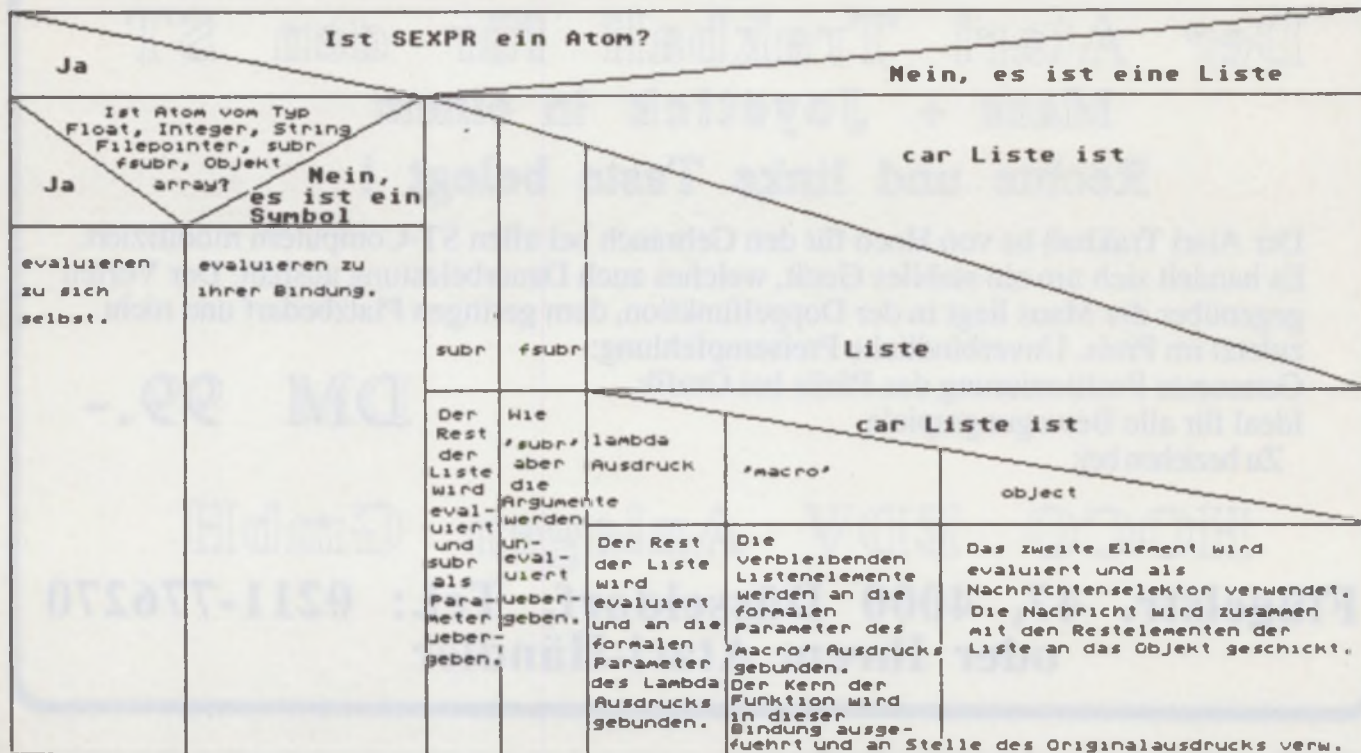 Ist SEXPR ein Atom?
Ja
Nein, es ist eine Liste
Ist Atom vom Typ
Float, Integer, String
Filepointer, subr
fsubr, Objekt
array?
Ja
Nein,
es ist ein
Symbol
evaluieren
zu sich
selbst.
evaluieren zu
ihrer Bindung.
car Liste ist
subr
fsubr
Liste
car Liste ist
Der
Rest
der
Liste
wird
eval-
uiert
und
subr
als
Para-
meter
ueber-
geben.
Wie
'subr'
aber
die
Argumente
werden
un-
eval-
uiert
ueber-
geben.
lambda
Ausdruck
'macro'
object
Der Rest
der Liste
wird
evaluiert
und an die
formalen
Parameter
des Lambda
Ausdrucks
gebunden.
Die
verbleibenden
Listenelemente
werden an die
formalen
Parameter des
Macro-Ausdrucks
gebunden.
Der Kern der
Funktion wird
in dieser
Bindung ausge-
fuehrt und an Stelle des Originalausdrucks verw.
Das zweite Element wird
evaluiert und als
Nachrichtenselektor verwendet
Die Nachricht wird zusammen
mit den Restelementen der
Liste an das Objekt geschickt.